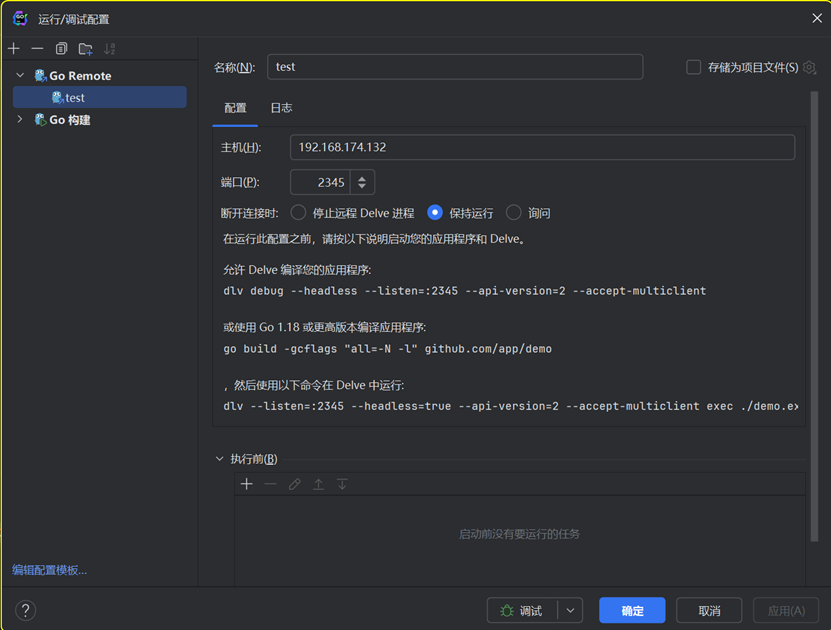 运行/调试配置
Go Remote
test
Go 构建
编辑配置模板...
名称(N):
test
存储为项目文件(S)
配置
日志
主机(H):
192.168.174.132
端口(P):
2345
断开连接时:
停止远程 Delve 进程
保持运行
询问
在运行此配置之前，请按以下说明启动您的应用程序和 Delve。
允许 Delve 编译您的应用程序:
dlv debug --headless --listen=:2345 --api-version=2 --accept-multiclient
或使用 Go 1.18 或更高版本编译应用程序:
go build -gcflags "all=-N -l" github.com/app/demo
，然后使用以下命令在 Delve 中运行:
dlv --listen=:2345 --headless=true --api-version=2 --accept-multiclient exec ./demo.ex
执行前(B)
启动前没有要运行的任务
?
调试
确定
取消
应用(A)